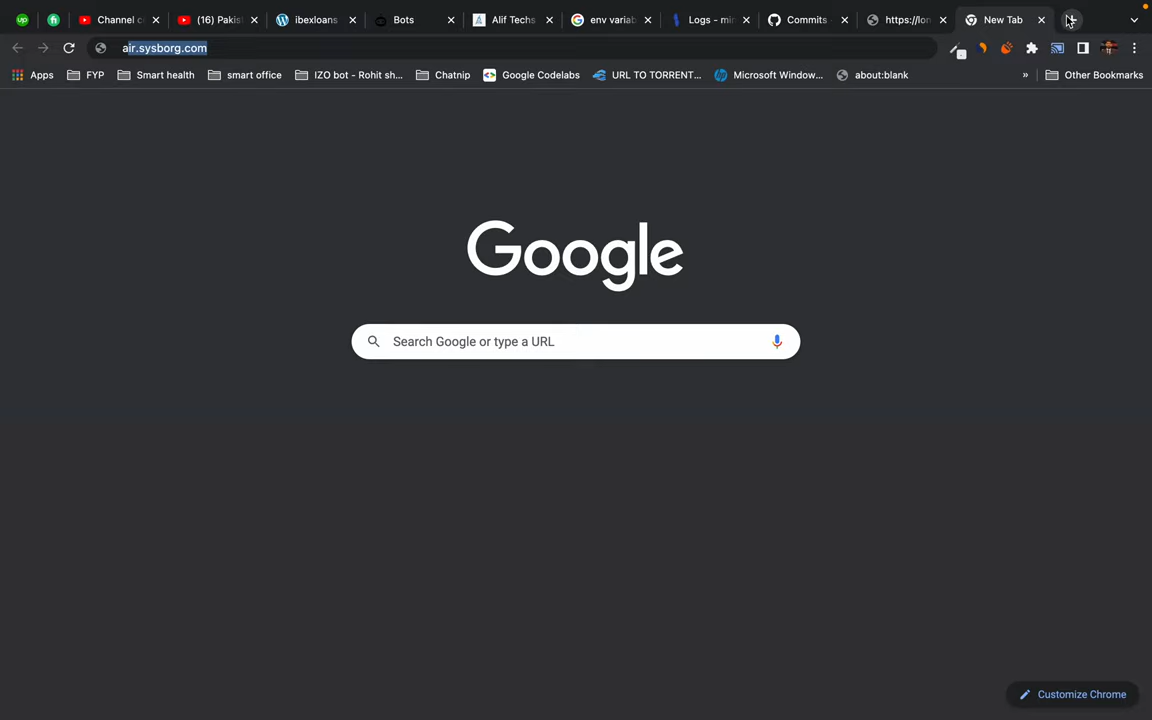 Channel c
(16) Pakis
ibexloans
Bots
Alif Techs
env variab
Logs - mi
Commits
https://lon
New Tab
air.sysborg.com
Apps
FYP
Smart health
smart office
IZO bot - Rohit sh...
Chatnip
Google Codelabs
URL TO TORRENT...
Microsoft Window...
about:blank
»
Other Bookmarks
Google
Search Google or type a URL
Customize Chrome